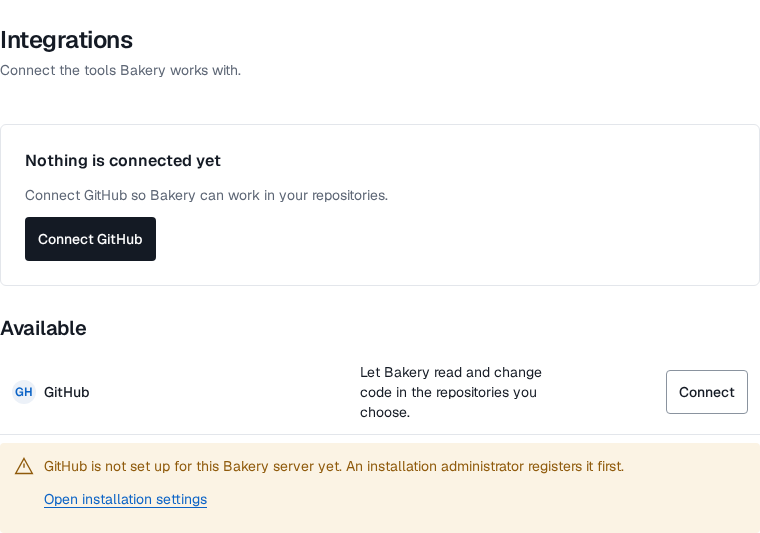 Integrations
Connect the tools Bakery works with.
Nothing is connected yet
Connect GitHub so Bakery can work in your repositories.
Connect GitHub
Available
GH GitHub
Let Bakery read and change
code in the repositories you
choose.
Connect
GitHub is not set up for this Bakery server yet. An installation administrator registers it first.
Open installation settings